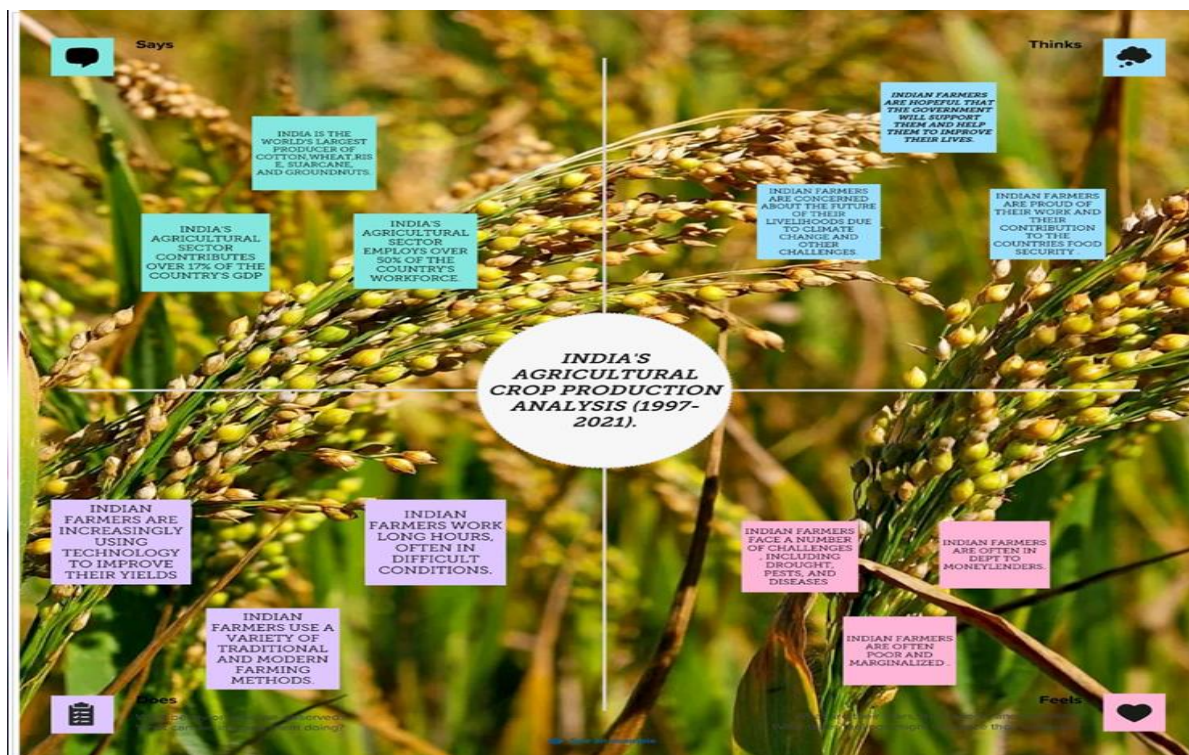 Says
Thinks
INDIAN FARMERS
ARE HOPEFUL THAT
THE GOVERNMENT
WILL SUPPORT
THEM AND HELP
THEM TO IMPROVE
THEIR LIVES.
INDIA IS THE
WORLD'S LARGEST
PRODUCER OF
COTTON,WHEAT,RIS
E, SUARCANE,
AND GROUNDNUTS.
INDIA'S
AGRICULTURAL
SECTOR
CONTRIBUTES
OVER 17% OF THE
COUNTRY'S GDP
INDIA'S
AGRICULTURAL
SECTOR
EMPLOYS OVER
50% OF THE
COUNTRY'S
WORKFORCE.
INDIAN FARMERS
ARE CONCERNED
ABOUT THE FUTURE
OF THEIR
LIVELIHOODS DUE
TO CLIMATE
CHANGE AND
OTHER
CHALLENGES.
INDIAN FARMERS
ARE PROUD OF
THEIR WORK AND
THEIR
CONTRIBUTION
TO THE
COUNTRIES FOOD
SECURITY .
INDIA'S
AGRICULTURAL
CROP PRODUCTION
ANALYSIS (1997-
2021).
INDIAN
FARMERS ARE
INCREASINGLY
USING
TECHNOLOGY
TO IMPROVE
THEIR YIELDS
INDIAN
FARMERS WORK
LONG HOURS,
OFTEN IN
DIFFICULT
CONDITIONS.
INDIAN
FARMERS USE A
VARIETY OF
TRADITIONAL
AND MODERN
FARMING
METHODS.
INDIAN FARMERS
FACE A NUMBER
OF CHALLENGES
, INCLUDING
DROUGHT,
PESTS, AND
DISEASES
INDIAN FARMERS
ARE OFTEN IN
DEPT TO
MONEYLENDERS.
INDIAN FARMERS
ARE OFTEN
POOR AND
MARGINALIZED .
Does
Feels